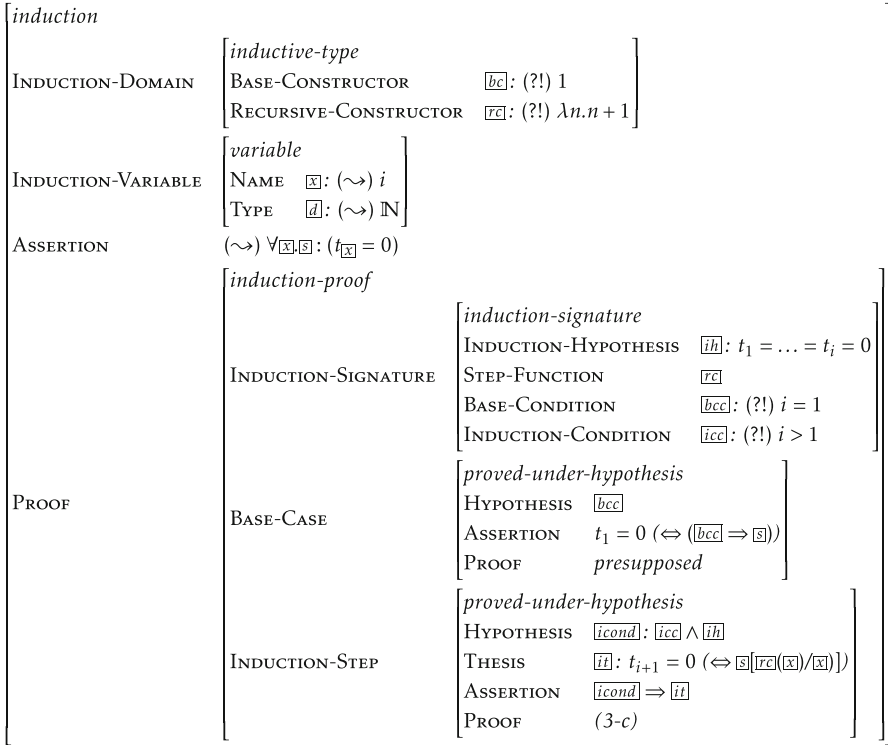 induction
INDUCTION-DOMAIN
inductive-type
BASE-CONSTRUCTOR bc : (?!) 1
RECURSIVE-CONSTRUCTOR rc : (?!) λn.n + 1
INDUCTION-VARIABLE
variable
NAME x : (⤳) i
TYPE d : (⤳) ℕ
ASSERTION (⤳) ∀x.s : (t_x = 0)
PROOF
induction-proof
INDUCTION-SIGNATURE
induction-signature
INDUCTION-HYPOTHESIS ih : t₁ = … = tᵢ = 0
STEP-FUNCTION rc
BASE-CONDITION bcc : (?!) i = 1
INDUCTION-CONDITION icc : (?!) i > 1
BASE-CASE
proved-under-hypothesis
HYPOTHESIS bcc
ASSERTION t₁ = 0 (⇔ (bcc ⇒ s))
PROOF presupposed
INDUCTION-STEP
proved-under-hypothesis
HYPOTHESIS icond : icc ∧ ih
THESIS it : tᵢ₊₁ = 0 (⇔ s[rc(x)/x)])
ASSERTION icond ⇒ it
PROOF (3-c)